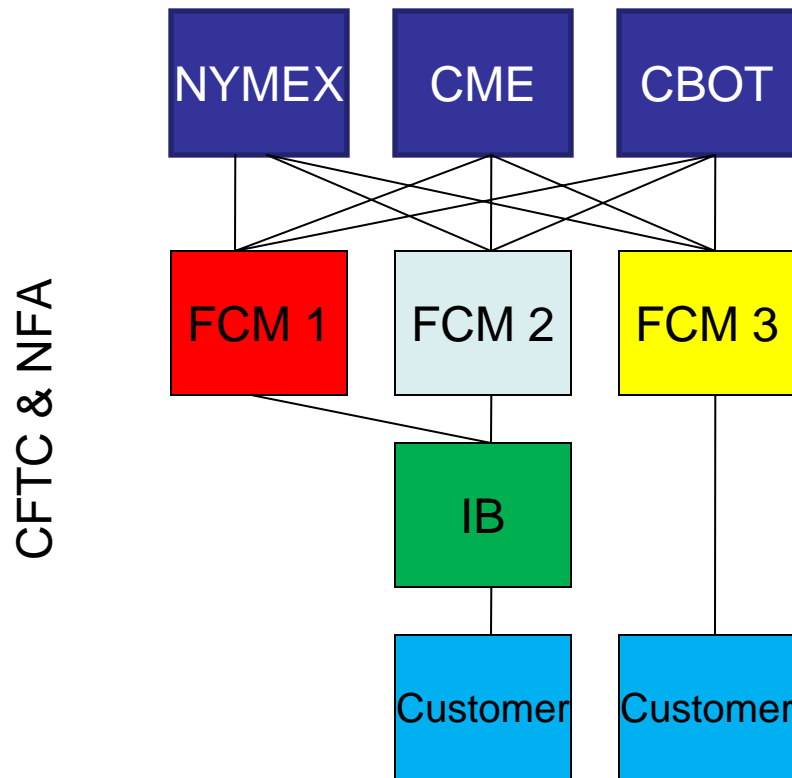 NYMEX
CME
CBOT
CFTC & NFA
FCM 1
FCM 2
FCM 3
IB
Customer
Customer